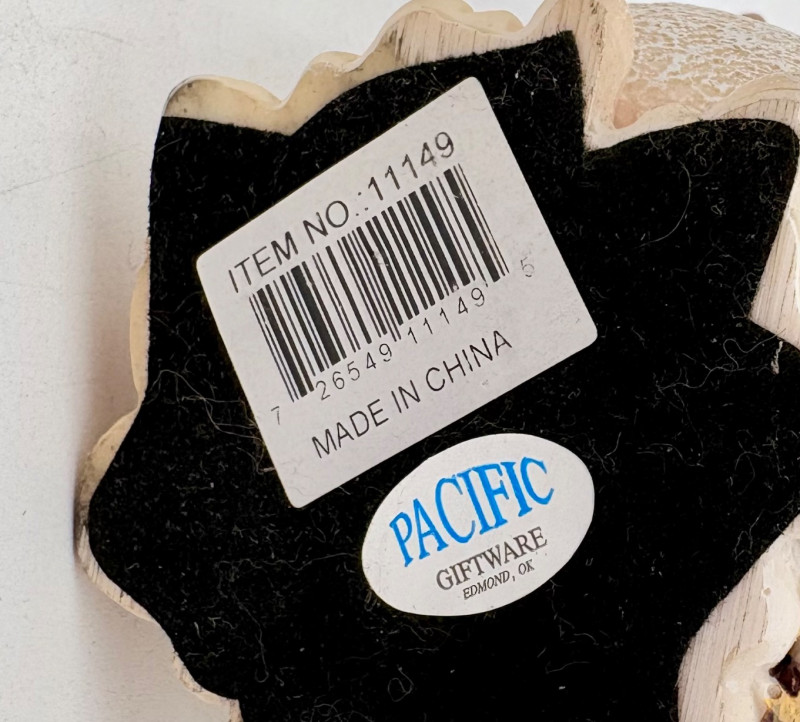 ITEM NO.:11149
7 26549 11149 5
MADE IN CHINA
PACIFIC
GIFTWARE
EDMOND, OK